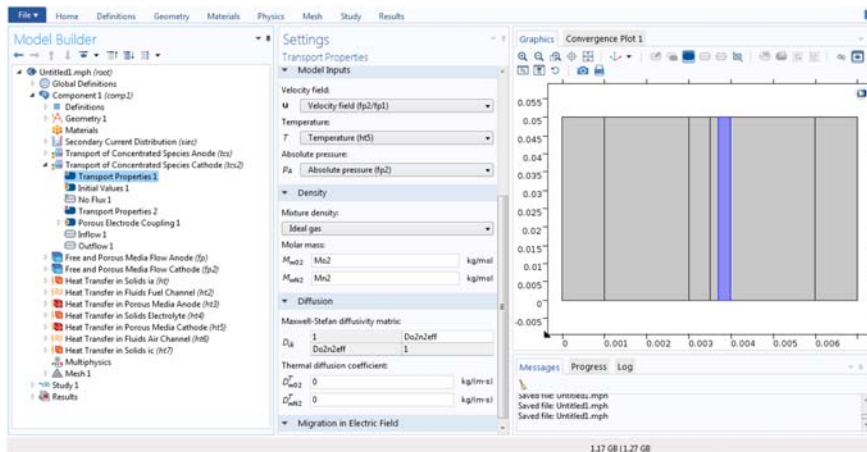 File ▾ Home Definitions Geometry Materials Physics Mesh Study Results
Model Builder
Untitled1.mph (root)
Global Definitions
Component 1 (comp1)
Definitions
Geometry 1
Materials
Secondary Current Distribution (siec)
Transport of Concentrated Species Anode (tcs)
Transport of Concentrated Species Cathode (tcs2)
Transport Properties 1
Initial Values 1
No Flux 1
Transport Properties 2
Porous Electrode Coupling 1
Inflow 1
Outflow 1
Free and Porous Media Flow Anode (fp)
Free and Porous Media Flow Cathode (fp2)
Heat Transfer in Solids ia (ht)
Heat Transfer in Fluids Fuel Channel (ht2)
Heat Transfer in Porous Media Anode (ht3)
Heat Transfer in Solids Electrolyte (ht4)
Heat Transfer in Porous Media Cathode (ht5)
Heat Transfer in Fluids Air Channel (ht6)
Heat Transfer in Solids ic (ht7)
Multiphysics
Mesh 1
Study 1
Results
Settings
Transport Properties
Model Inputs
Velocity field:
u Velocity field (fp2/fp1)
Temperature:
T Temperature (ht5)
Absolute pressure:
pA Absolute pressure (fp2)
Density
Mixture density:
Ideal gas
Molar mass:
MwO2 Mo2 kg/mol
MwN2 Mn2 kg/mol
Diffusion
Maxwell-Stefan diffusivity matrix:
Dik 1 Do2n2eff
Do2n2eff 1
Thermal diffusion coefficient:
DTwO2 0 kg/(m·s)
DTwN2 0 kg/(m·s)
Migration in Electric Field
Graphics Convergence Plot 1
0.055
0.05
0.045
0.04
0.035
0.03
0.025
0.02
0.015
0.01
0.005
0
-0.005
0 0.001 0.002 0.003 0.004 0.005 0.006
Messages Progress Log
Saved file: Untitled1.mph
Saved file: Untitled1.mph
Saved file: Untitled1.mph
1.17 GB | 1.27 GB